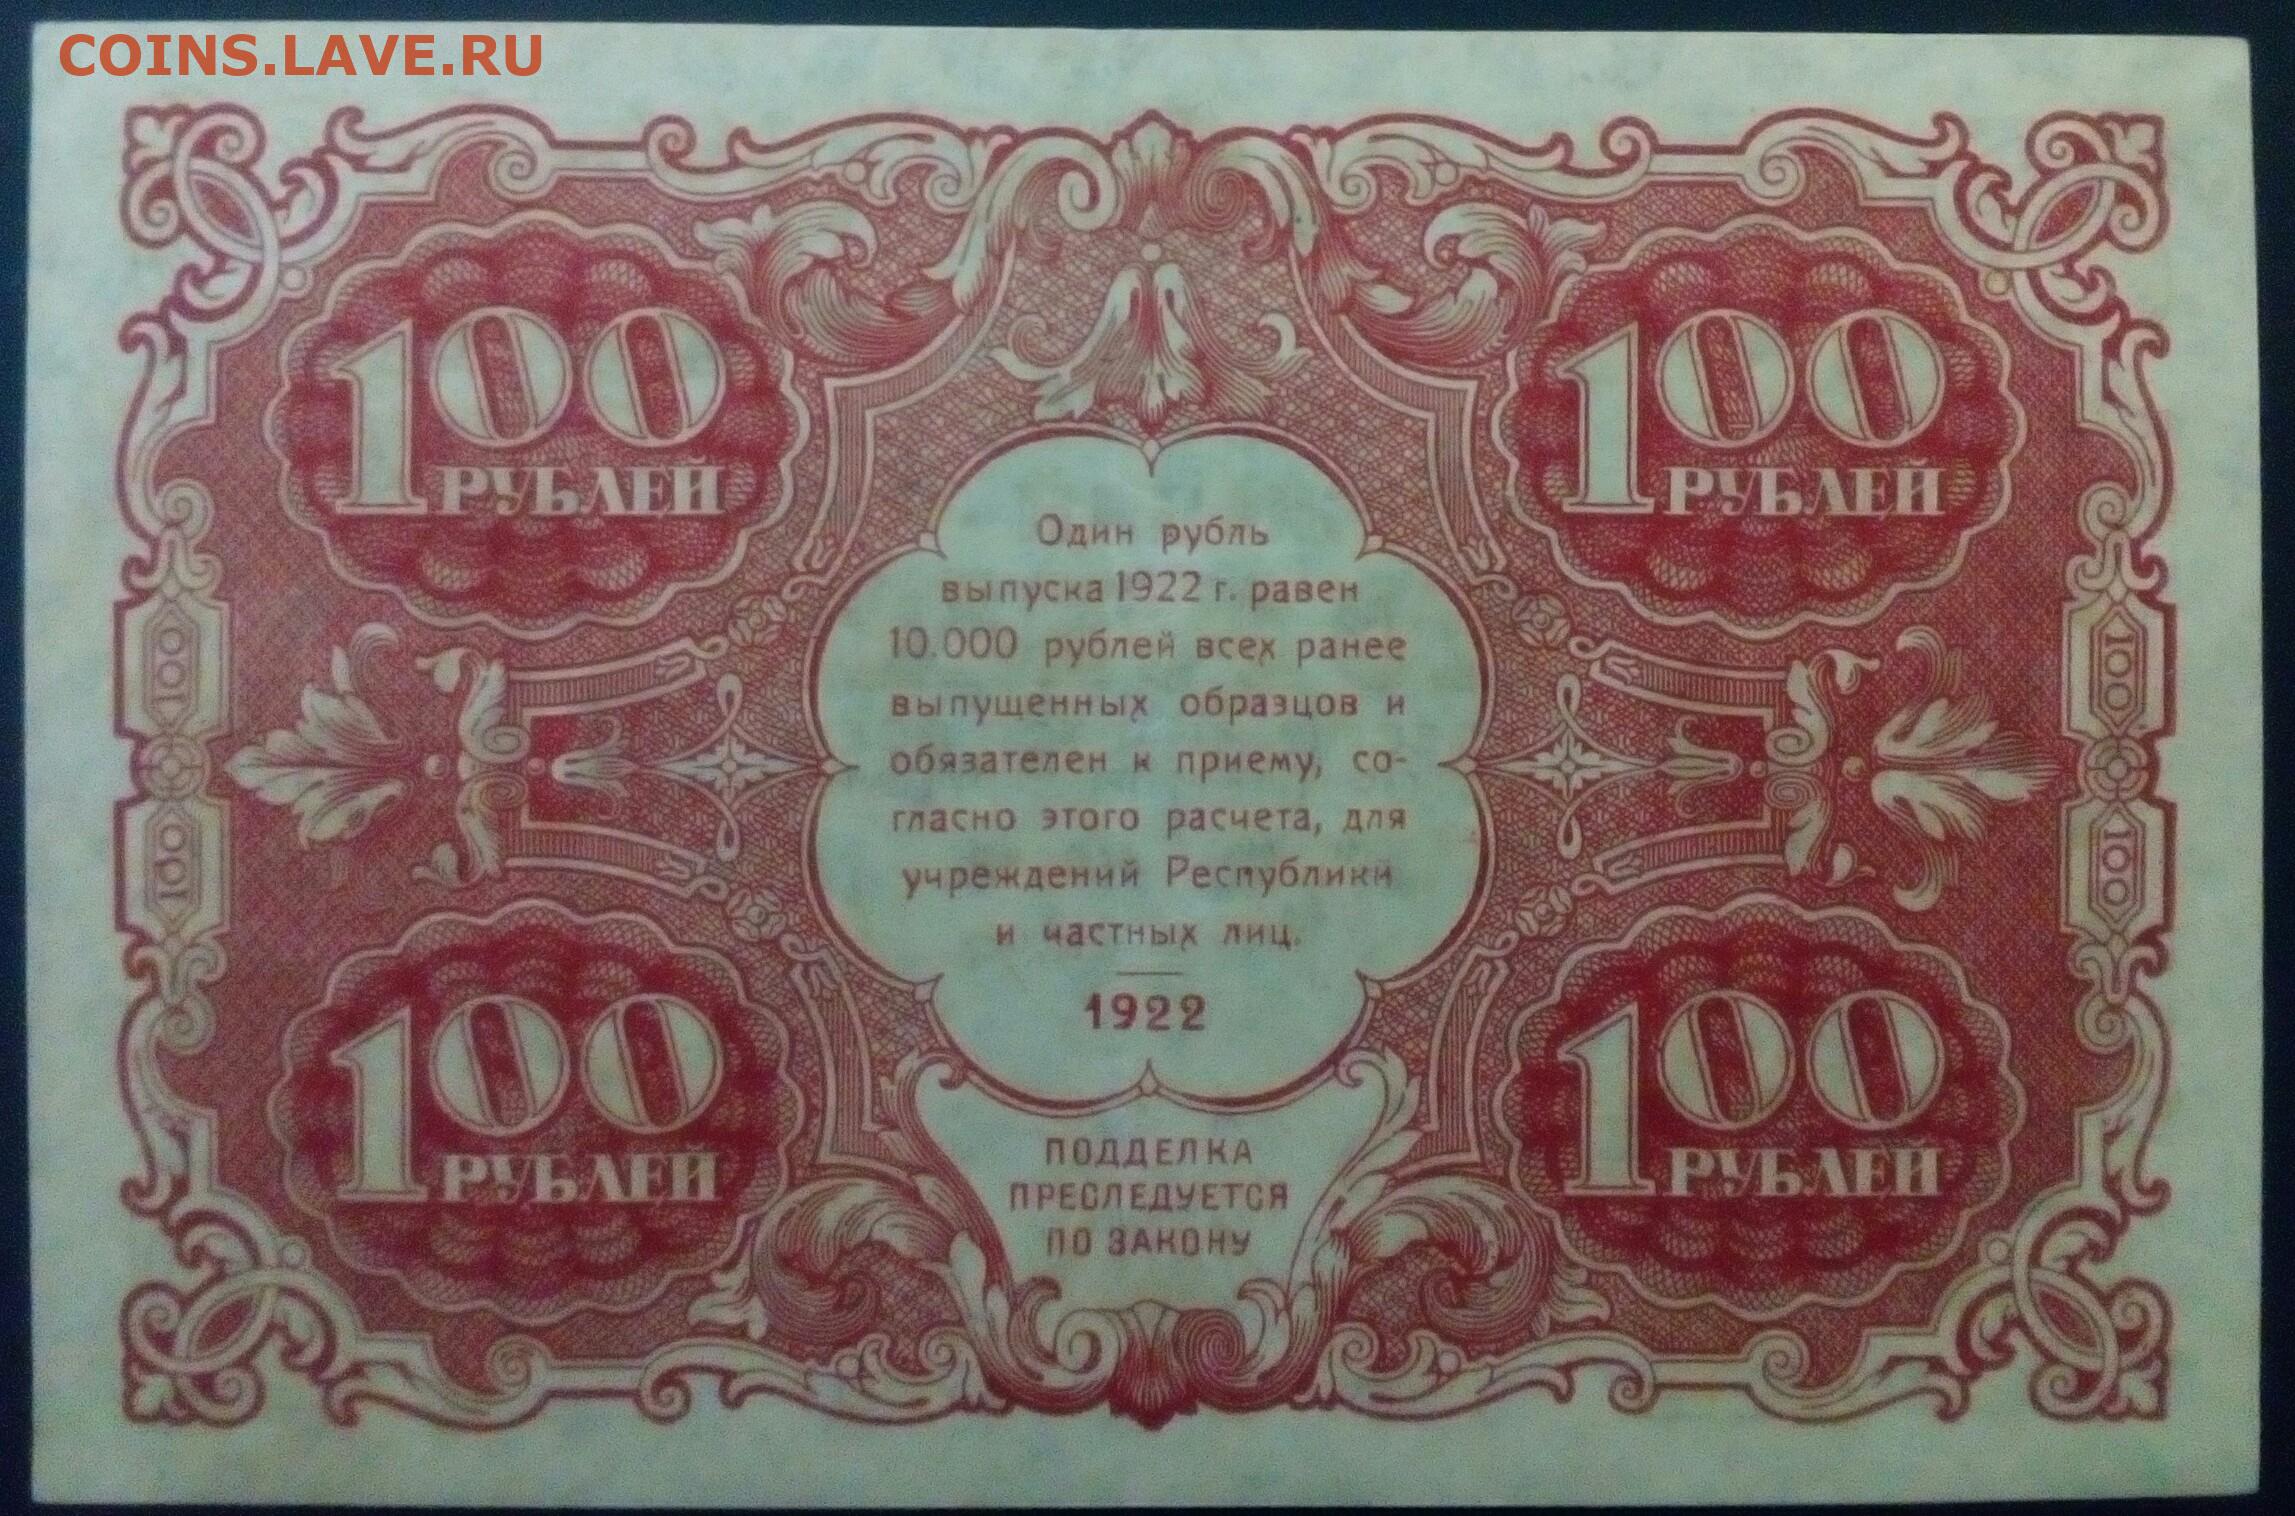 COINS.LAVE.RU
100 100
РУБЛЕЙ РУБЛЕЙ
Один рубль
выпуска 1922 г. равен
10.000 рублей всех ранее
выпущенных образцов и
обязателен к приему, со-
гласно этого расчета, для
учреждений Республики
и частных лиц.
1922
100 100
100 100
100 100
РУБЛЕЙ РУБЛЕЙ
ПОДДЕЛКА
ПРЕСЛЕДУЕТСЯ
ПО ЗАКОНУ